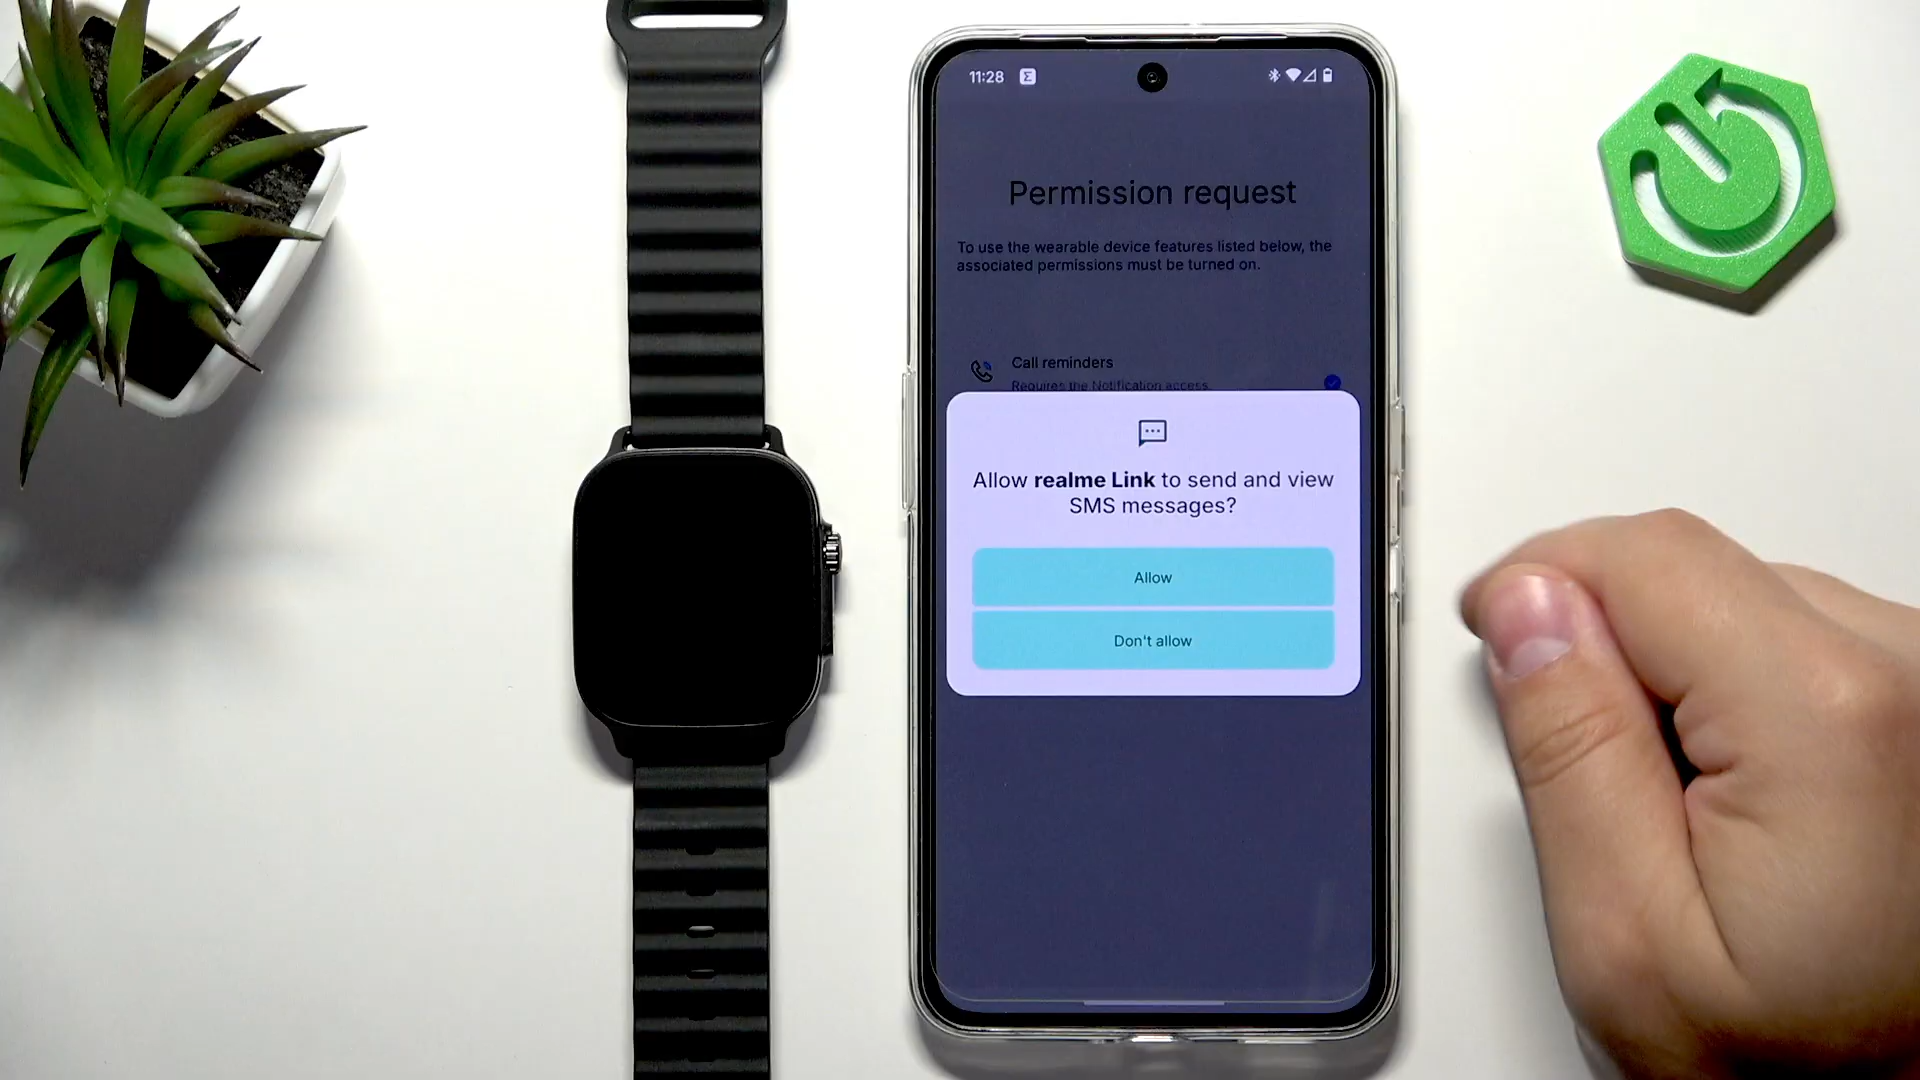 11:28
Permission request
To use the wearable device features listed below, the
associated permissions must be turned on.
Call reminders
Requires the Notification access.
Allow realme Link to send and view
SMS messages?
Allow
Don't allow